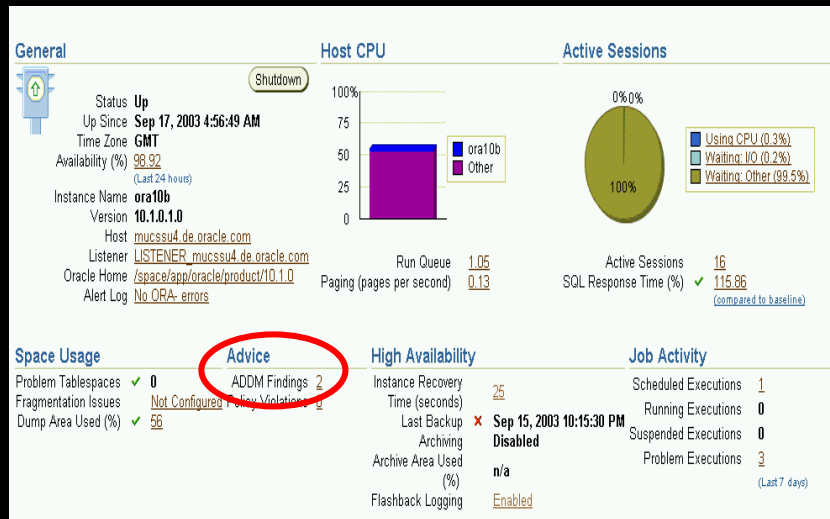 General
Shutdown
Status Up
Up Since Sep 17, 2003 4:56:49 AM
Time Zone GMT
Availability (%) 98.92
(Last 24 hours)
Instance Name ora10b
Version 10.1.0.1.0
Host mucssu4.de.oracle.com
Listener LISTENER_mucssu4.de.oracle.com
Oracle Home /space/app/oracle/product/10.1.0
Alert Log No ORA- errors
Host CPU
100%
75
50
25
0
ora10b
Other
Run Queue 1.05
Paging (pages per second) 0.13
Active Sessions
0%0%
100%
Using CPU (0.3%)
Waiting: I/O (0.2%)
Waiting: Other (99.5%)
Active Sessions 16
SQL Response Time (%) 115.86
(compared to baseline)
Space Usage
Problem Tablespaces 0
Fragmentation Issues Not Configured
Dump Area Used (%) 56
Advice
ADDM Findings 2
Policy Violations
High Availability
Instance Recovery
Time (seconds) 25
Last Backup Sep 15, 2003 10:15:30 PM
Archiving Disabled
Archive Area Used
(%) n/a
Flashback Logging Enabled
Job Activity
Scheduled Executions 1
Running Executions 0
Suspended Executions 0
Problem Executions 3
(Last 7 days)